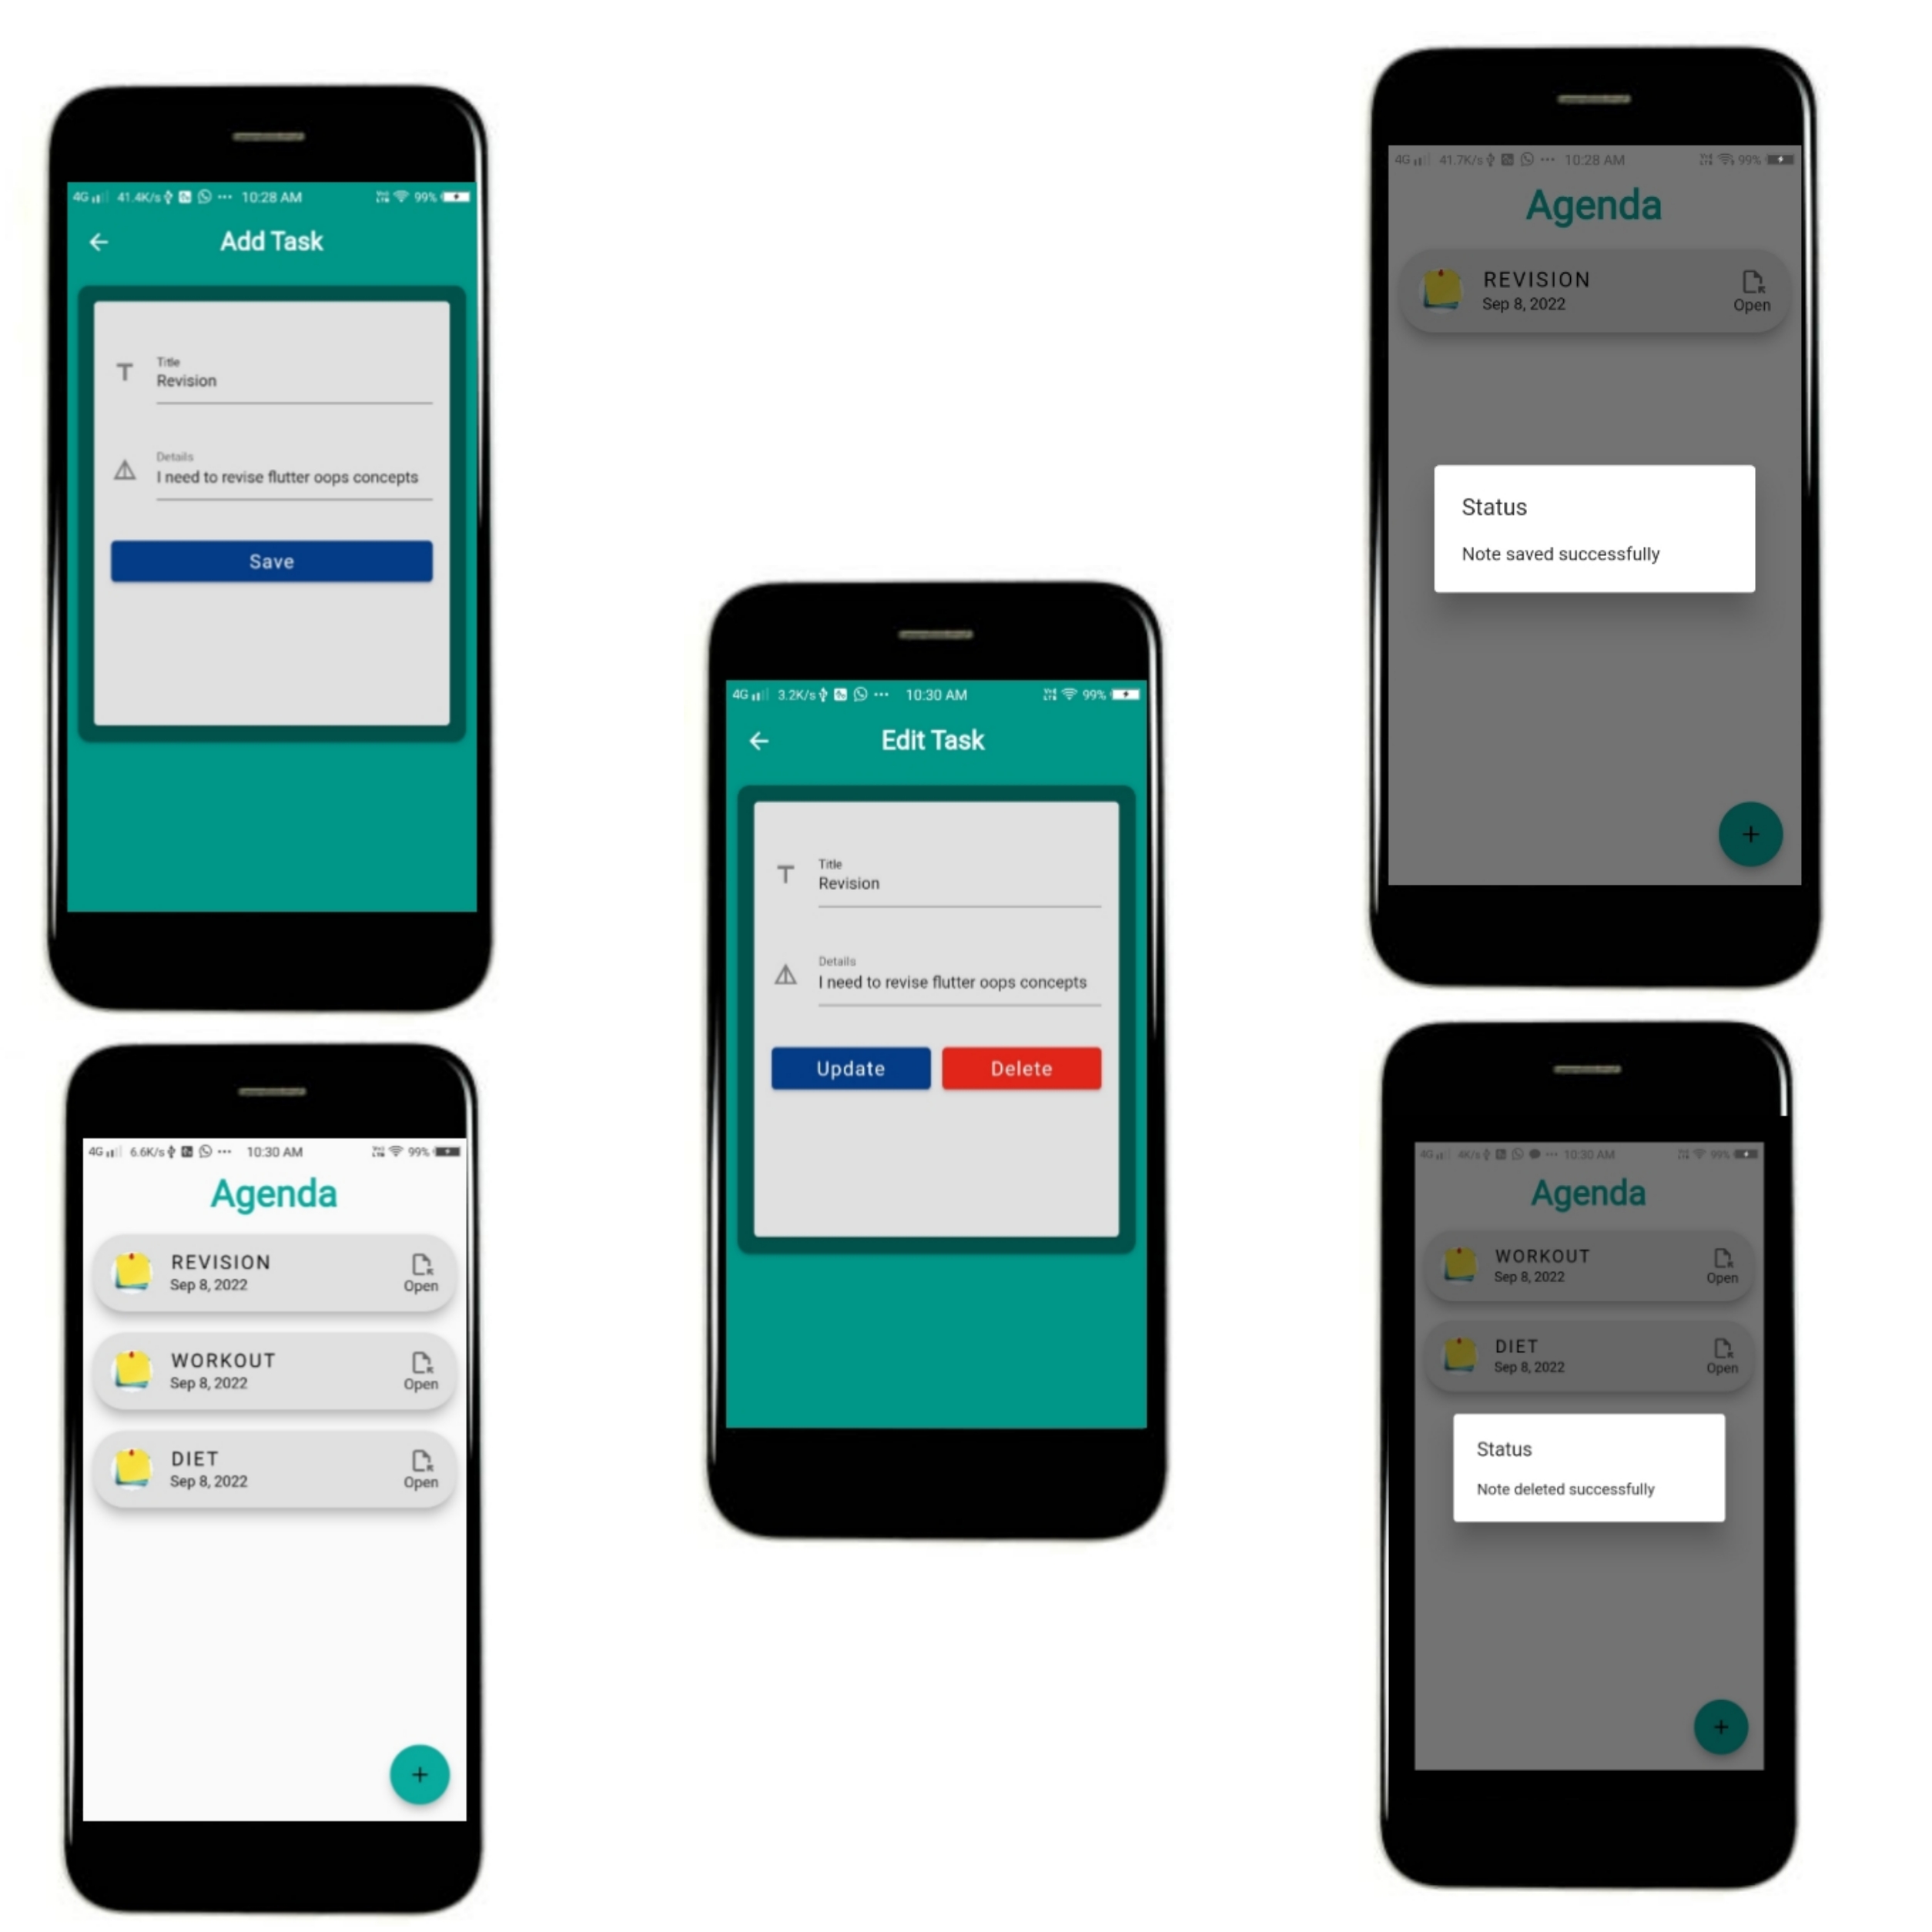 4G 41.4K/s ••• 10:28 AM 99%
Add Task
Title
Revision
Details
I need to revise flutter oops concepts
Save
4G 41.7K/s ••• 10:28 AM 99%
Agenda
REVISION
Sep 8, 2022
Open
Status
Note saved successfully
+
4G 3.2K/s ••• 10:30 AM 99%
Edit Task
Title
Revision
Details
I need to revise flutter oops concepts
Update Delete
4G 6.6K/s ••• 10:30 AM 99%
Agenda
REVISION
Sep 8, 2022
Open
WORKOUT
Sep 8, 2022
Open
DIET
Sep 8, 2022
Open
+
4G 4K/s ••• 10:30 AM 99%
Agenda
WORKOUT
Sep 8, 2022
Open
DIET
Sep 8, 2022
Open
Status
Note deleted successfully
+